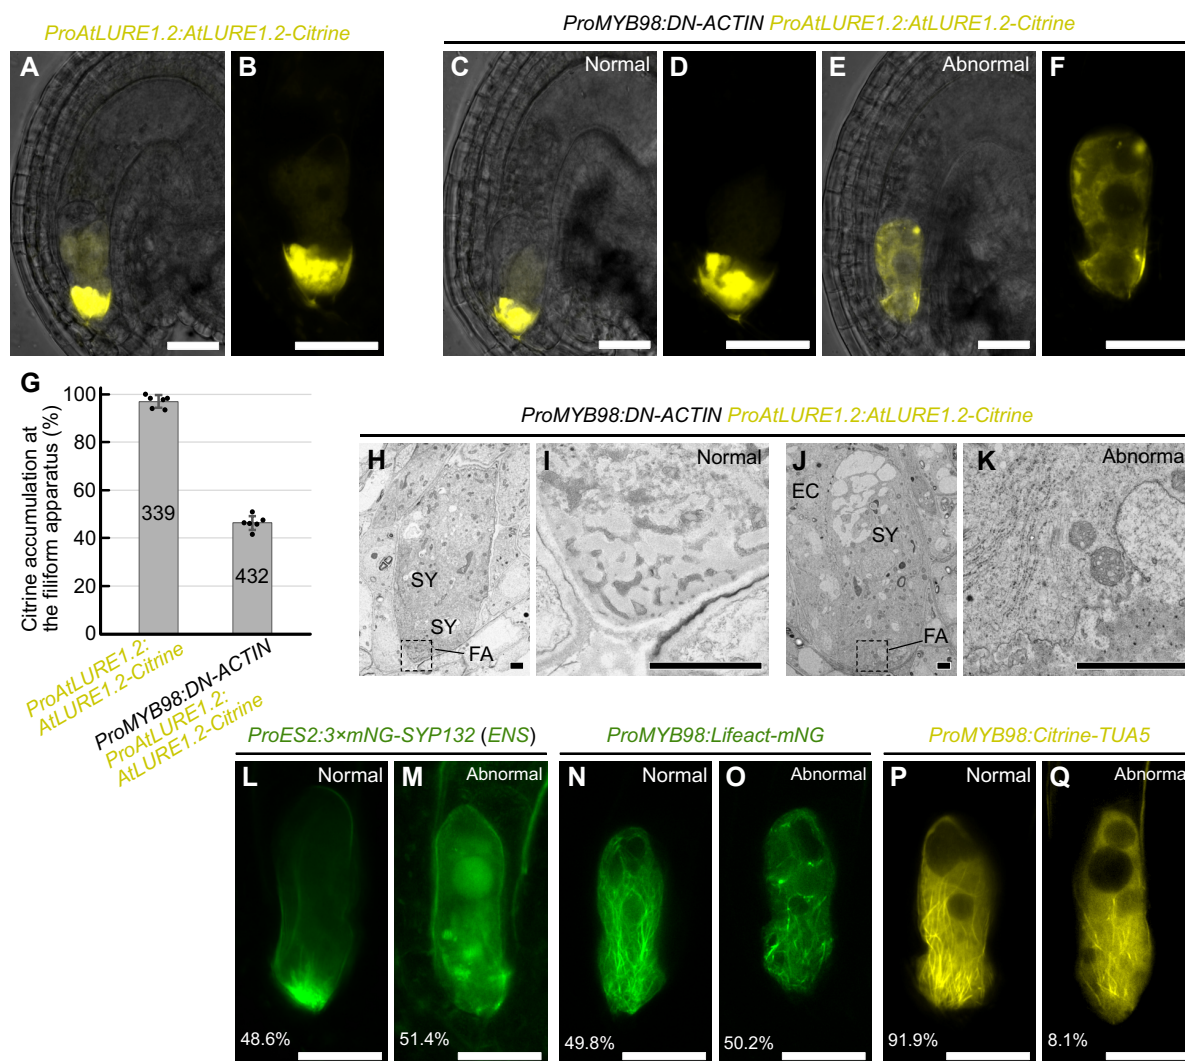 ProAtLURE1.2:AtLURE1.2-Citrine
ProMYB98:DN-ACTIN ProAtLURE1.2:AtLURE1.2-Citrine
A
B
C
Normal
D
E
Abnormal
F
G
Citrine accumulation at
the filiform apparatus (%)
100
80
60
40
20
0
339
432
ProAtLURE1.2:
AtLURE1.2-Citrine
ProMYB98:DN-ACTIN
ProAtLURE1.2:
AtLURE1.2-Citrine
ProMYB98:DN-ACTIN ProAtLURE1.2:AtLURE1.2-Citrine
H
SY
SY
FA
I
Normal
J
EC
SY
FA
K
Abnormal
ProES2:3×mNG-SYP132 (ENS)
ProMYB98:Lifeact-mNG
ProMYB98:Citrine-TUA5
L
Normal
48.6%
M
Abnormal
51.4%
N
Normal
49.8%
O
Abnormal
50.2%
P
Normal
91.9%
Q
Abnormal
8.1%